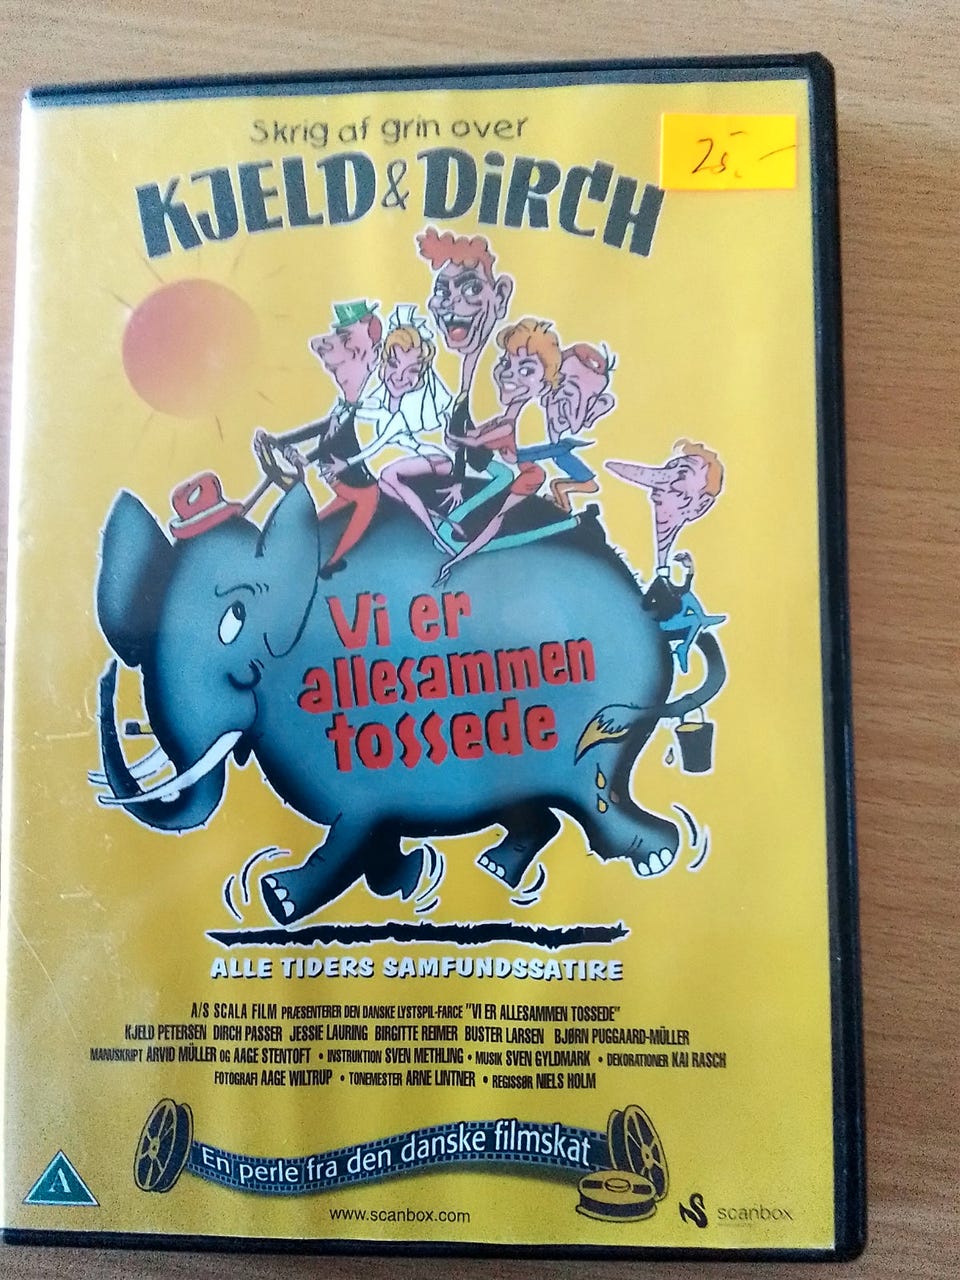 Skrig af grin over
25.-
KJELD & DiRCH
Vi er
allesammen
tossede
ALLE TIDERS SAMFUNDSSATIRE
A/S SCALA FILM PRÆSENTERER DEN DANSKE LYSTSPIL-FARCE "VI ER ALLESAMMEN TOSSEDE"
KJELD PETERSEN DIRCH PASSER JESSIE LAURING BIRGITTE REIMER BUSTER LARSEN BJØRN PUGGAARD-MÜLLER
MANUSKRIPT ARVID MÜLLER OG AAGE STENTOFT • INSTRUKTION SVEN METHLING • MUSIK SVEN GYLDMARK • DEKORATIONER KAI RASCH
FOTOGRAFI AAGE WILTRUP • TONEMESTER ARNE LINTNER • REGISSØR NIELS HOLM
En perle fra den danske filmskat
A
www.scanbox.com
scanbox